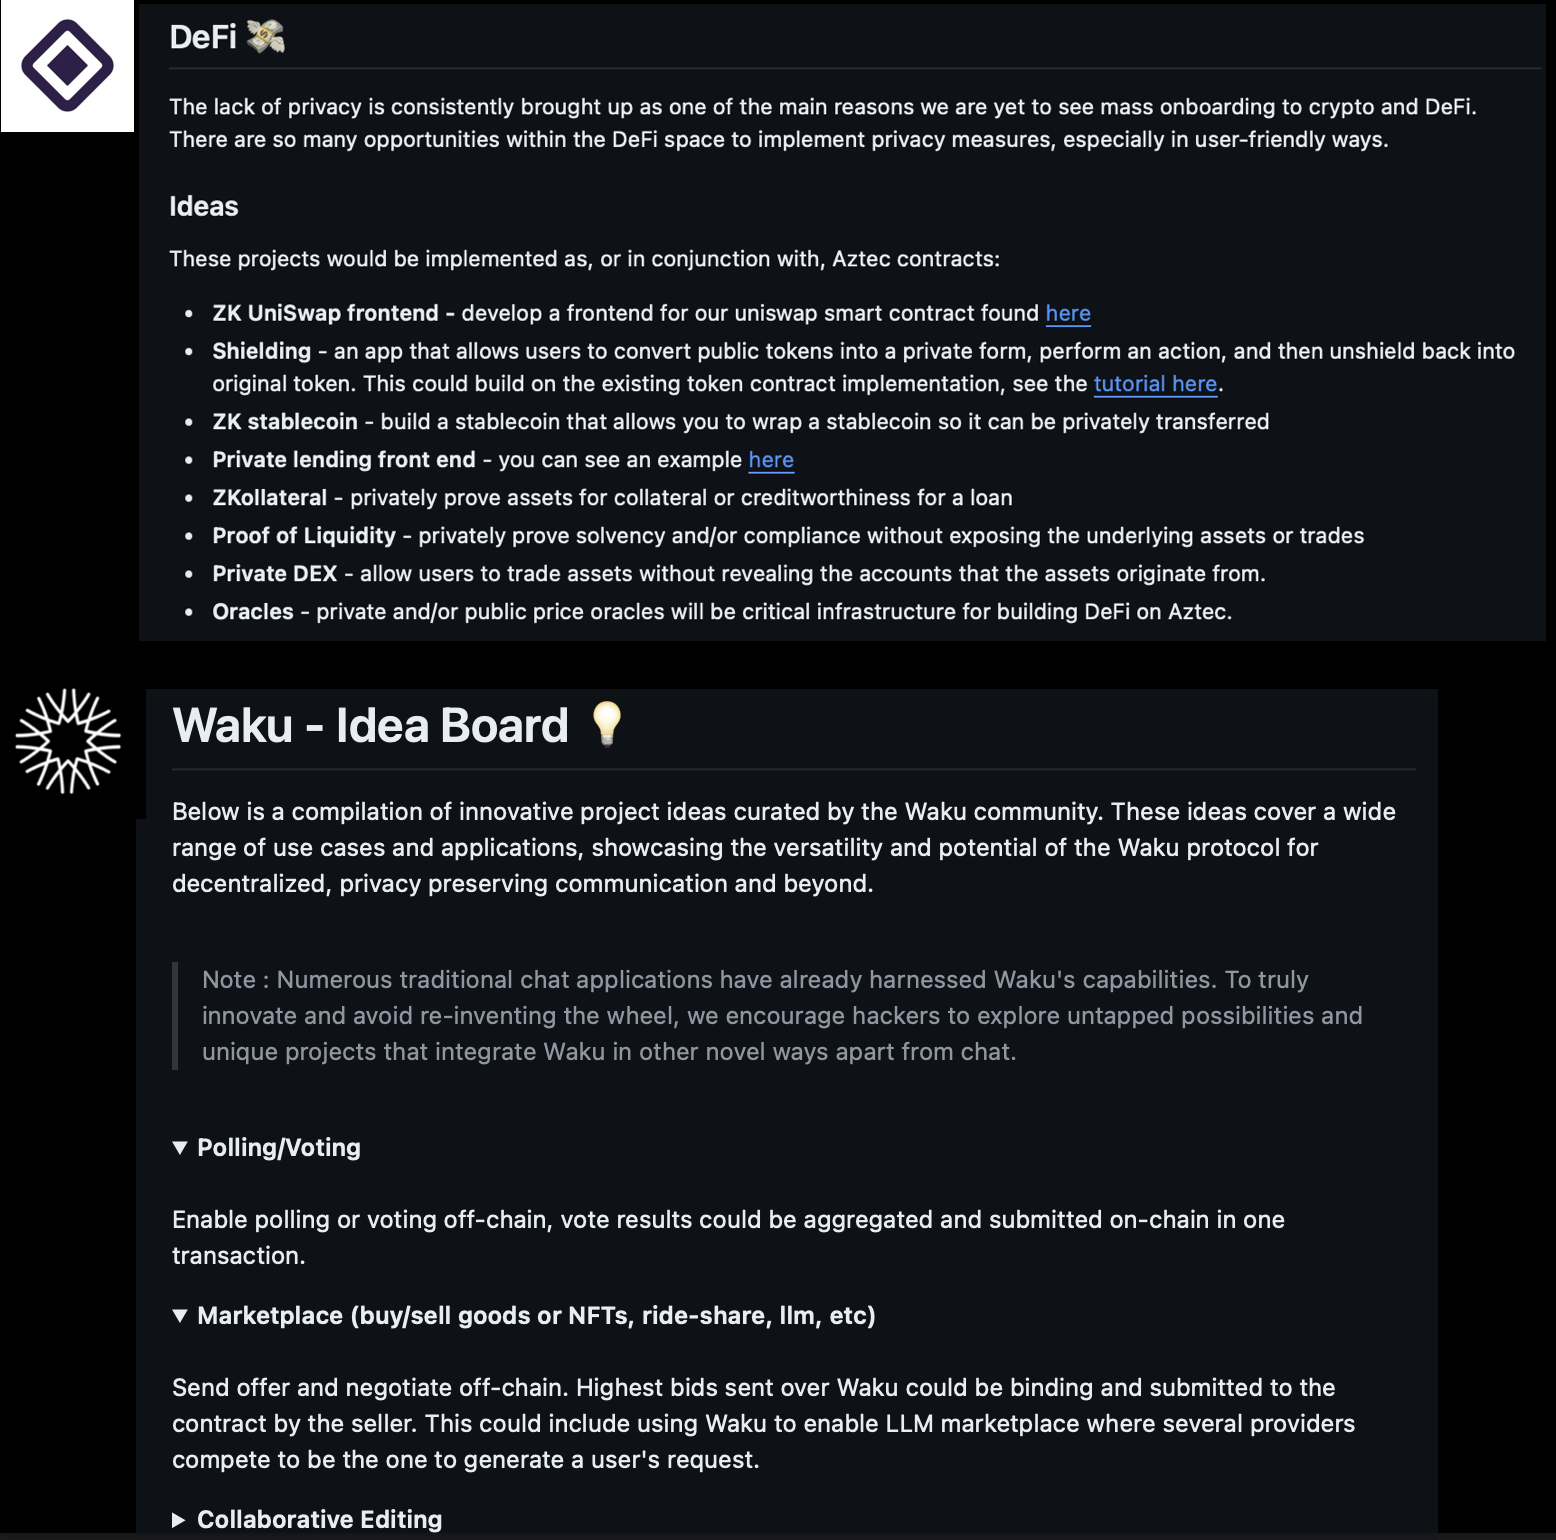 DeFi 💸
The lack of privacy is consistently brought up as one of the main reasons we are yet to see mass onboarding to crypto and DeFi.
There are so many opportunities within the DeFi space to implement privacy measures, especially in user-friendly ways.
Ideas
These projects would be implemented as, or in conjunction with, Aztec contracts:
• ZK UniSwap frontend - develop a frontend for our uniswap smart contract found here
• Shielding - an app that allows users to convert public tokens into a private form, perform an action, and then unshield back into
original token. This could build on the existing token contract implementation, see the tutorial here.
• ZK stablecoin - build a stablecoin that allows you to wrap a stablecoin so it can be privately transferred
• Private lending front end - you can see an example here
• ZKollateral - privately prove assets for collateral or creditworthiness for a loan
• Proof of Liquidity - privately prove solvency and/or compliance without exposing the underlying assets or trades
• Private DEX - allow users to trade assets without revealing the accounts that the assets originate from.
• Oracles - private and/or public price oracles will be critical infrastructure for building DeFi on Aztec.
Waku - Idea Board 💡
Below is a compilation of innovative project ideas curated by the Waku community. These ideas cover a wide
range of use cases and applications, showcasing the versatility and potential of the Waku protocol for
decentralized, privacy preserving communication and beyond.
Note : Numerous traditional chat applications have already harnessed Waku's capabilities. To truly
innovate and avoid re-inventing the wheel, we encourage hackers to explore untapped possibilities and
unique projects that integrate Waku in other novel ways apart from chat.
▼ Polling/Voting
Enable polling or voting off-chain, vote results could be aggregated and submitted on-chain in one
transaction.
▼ Marketplace (buy/sell goods or NFTs, ride-share, llm, etc)
Send offer and negotiate off-chain. Highest bids sent over Waku could be binding and submitted to the
contract by the seller. This could include using Waku to enable LLM marketplace where several providers
compete to be the one to generate a user's request.
▶ Collaborative Editing